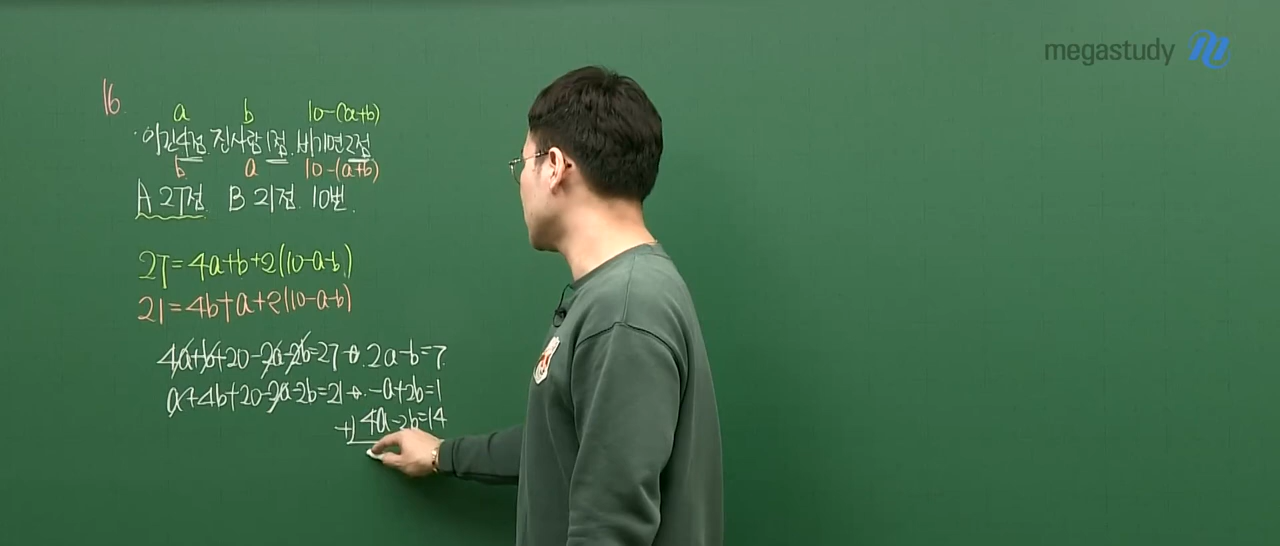 megastudy
16.
a b 10-(a+b)
·이긴4점 진사람1점. 비기면2점
b a 10-(a+b)
A 27점 B 21점. 10번.
27=4a+b+2(10-a-b)
21=4b+a+2(10-a-b)
4a+b+20-2a-2b=27→.2a-b=7.
a+4b+20-2a-2b=21→.-a+2b=1
+) 4a-2b=14